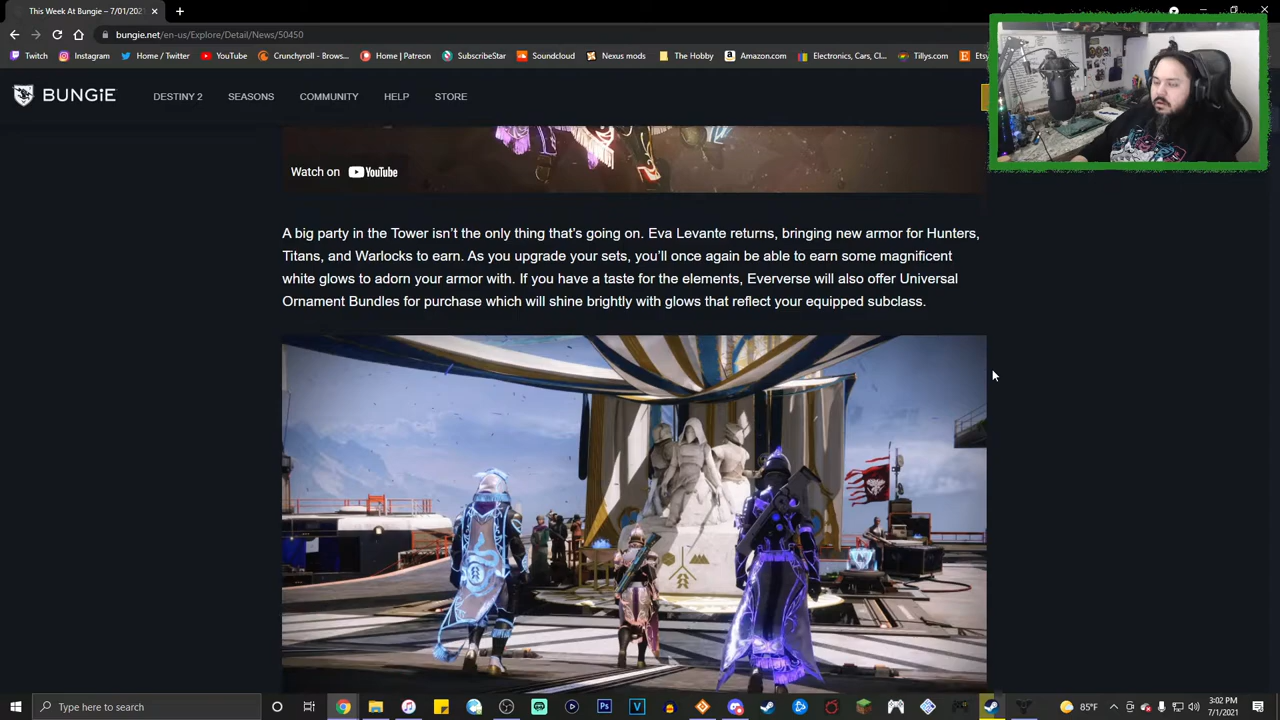 This Week At Bungie – 7/01/2021
bungie.net/en-us/Explore/Detail/News/50450
Twitch
Instagram
Home / Twitter
YouTube
Crunchyroll - Brows...
Home | Patreon
SubscribeStar
Soundcloud
Nexus mods
The Hobby
Amazon.com
Electronics, Cars, Cl...
Tillys.com
Ets
BUNGiE
DESTINY 2
SEASONS
COMMUNITY
HELP
STORE
Watch on YouTube
A big party in the Tower isn’t the only thing that’s going on. Eva Levante returns, bringing new armor for Hunters,
Titans, and Warlocks to earn. As you upgrade your sets, you’ll once again be able to earn some magnificent
white glows to adorn your armor with. If you have a taste for the elements, Eververse will also offer Universal
Ornament Bundles for purchase which will shine brightly with glows that reflect your equipped subclass.
Type here to search
85°F
3:02 PM
7/1/2021